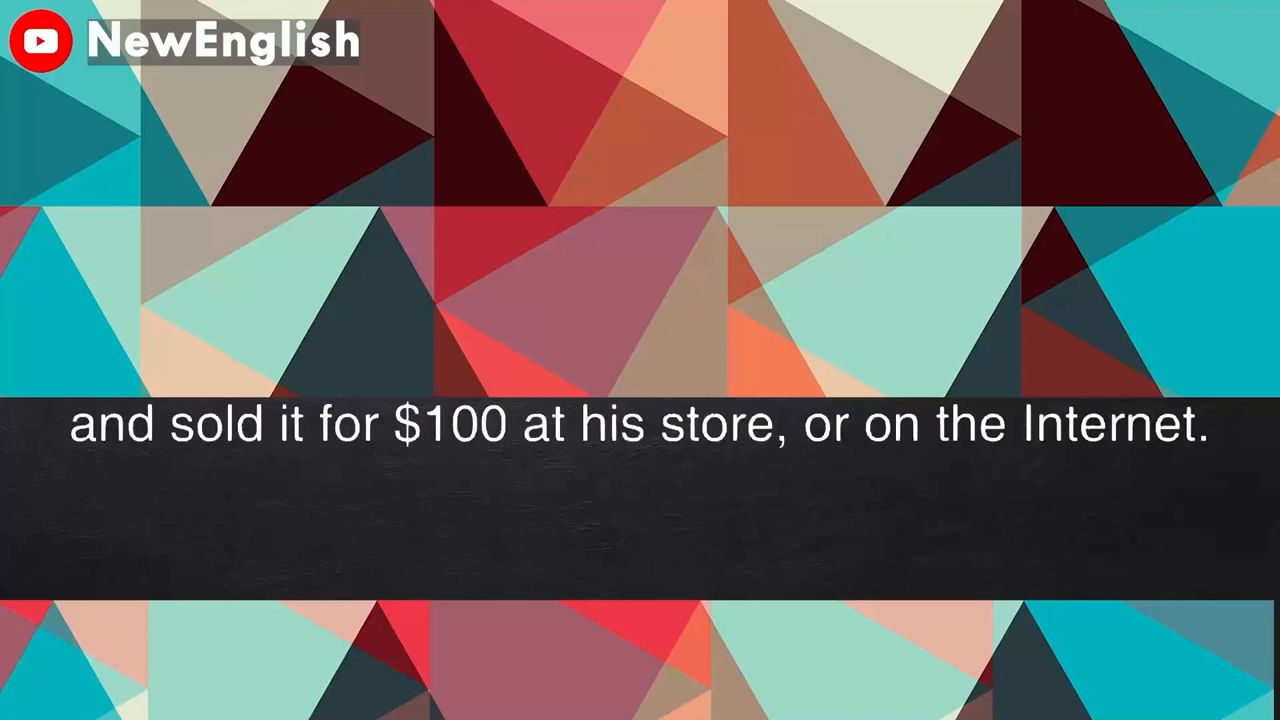 NewEnglish
and sold it for $100 at his store, or on the Internet.